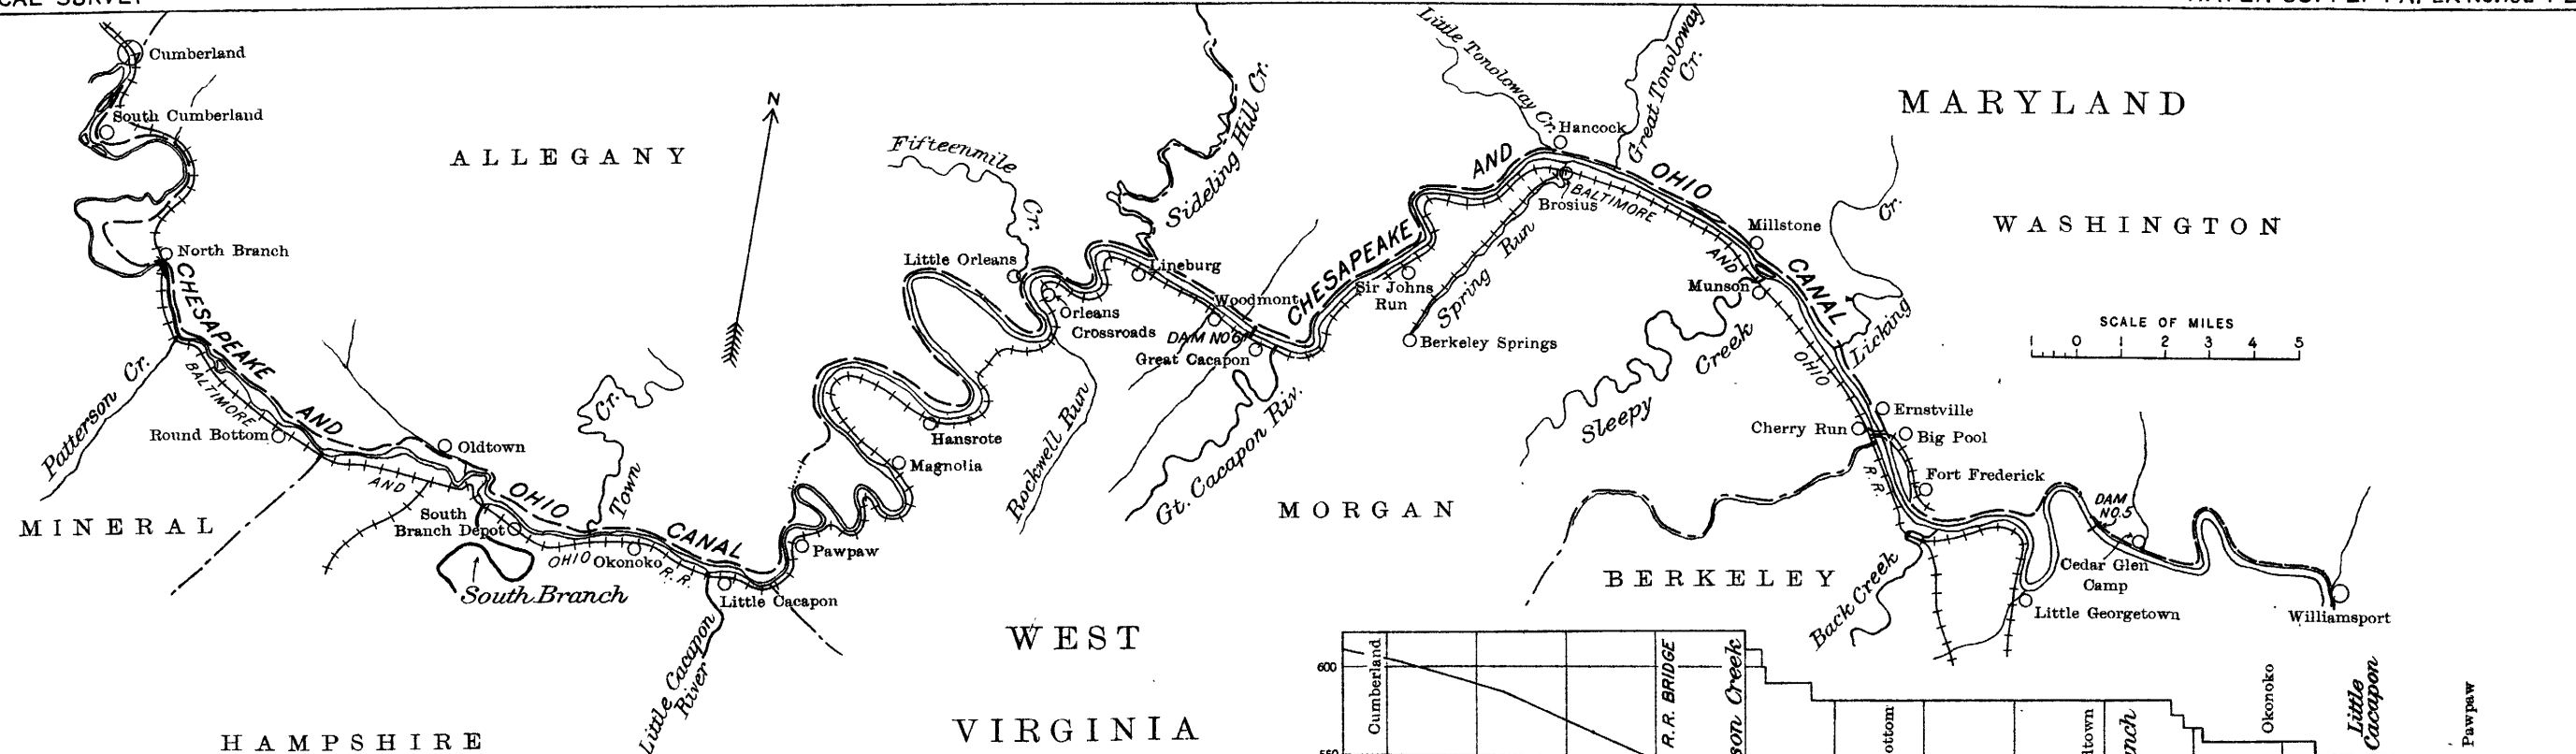 Cumberland
South Cumberland
ALLEGANY
N
Fifteenmile
Cr.
Sideling Hill Cr.
Little Tonoloway Cr.
Great Tonoloway
Cr.
Hancock
MARYLAND
WASHINGTON
North Branch
CHESAPEAKE
AND
OHIO
CANAL
Little Orleans
Orleans
Crossroads
Lineburg
Woodmont
DAM NO 6
Great Cacapon
CHESAPEAKE
AND
OHIO
CANAL
Sir Johns
Run
Spring Run
Brosius
BALTIMORE
AND
OHIO
R.R.
Berkeley Springs
Millstone
Munson
Licking
Cr.
SCALE OF MILES
1 0 1 2 3 4 5
Patterson Cr.
BALTIMORE
AND
OHIO
R.R.
Round Bottom
Oldtown
Town
Cr.
Hansrote
Magnolia
Rockwell Run
Gt. Cacapon Riv.
Sleepy
Creek
Ernstville
Cherry Run
Big Pool
Fort Frederick
DAM
NO.5
MINERAL
South
Branch Depot
Okonoko
Pawpaw
MORGAN
South Branch
Little Cacapon
Little Cacapon
River
BERKELEY
Back Creek
Cedar Glen
Camp
Little Georgetown
Williamsport
WEST
VIRGINIA
HAMPSHIRE
600
Cumberland
R.R. BRIDGE
Creek
Okonoko
Little
Cacapon
Pawpaw